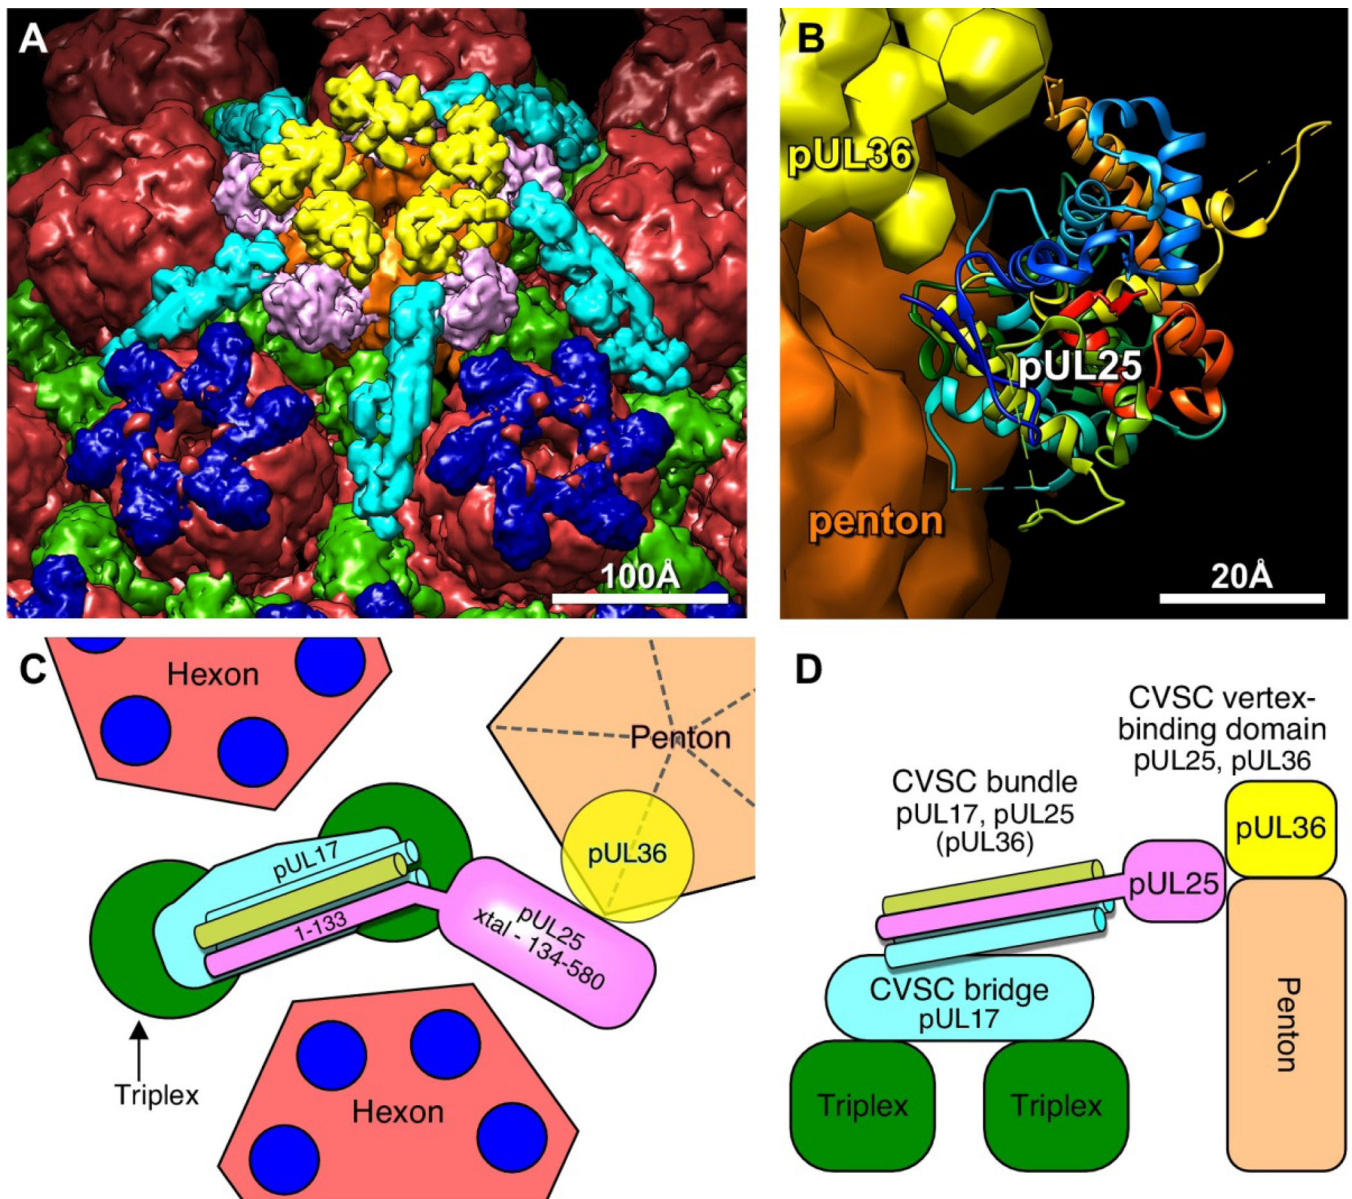 A
100Å
B
pUL36
pUL25
penton
20Å
C
Hexon
Penton
pUL17
pUL36
1-133
pUL25
xtal - 134-580
Triplex
Hexon
D
CVSC vertex-
binding domain
pUL25, pUL36
CVSC bundle
pUL17, pUL25
(pUL36)
pUL36
pUL25
CVSC bridge
pUL17
Penton
Triplex
Triplex